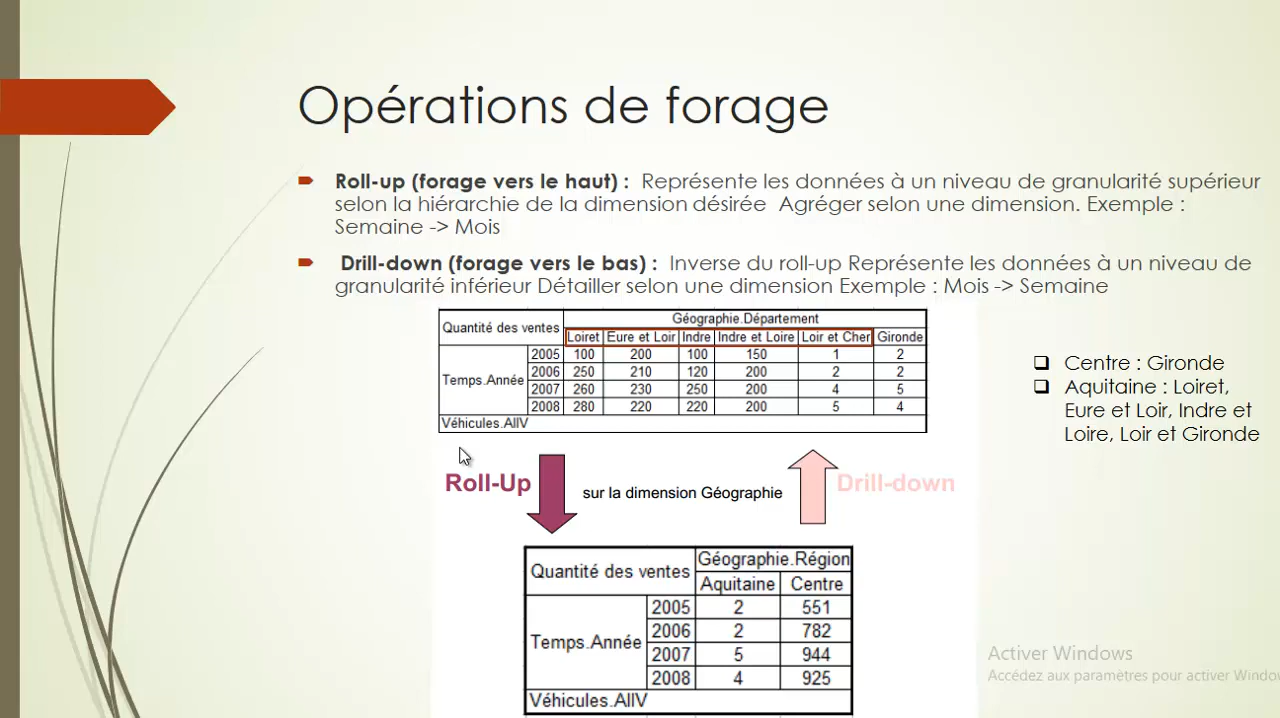 Opérations de forage
Roll-up (forage vers le haut) : Représente les données à un niveau de granularité supérieur
selon la hiérarchie de la dimension désirée Agréger selon une dimension. Exemple :
Semaine -> Mois
Drill-down (forage vers le bas) : Inverse du roll-up Représente les données à un niveau de
granularité inférieur Détailler selon une dimension Exemple : Mois -> Semaine
Quantité des ventes
Géographie.Département
Loiret Eure et Loir Indre Indre et Loire Loir et Cher Gironde
Temps.Année
2005 100 200 100 150 1 2
2006 250 210 120 200 2 2
2007 260 230 250 200 4 5
2008 280 220 220 200 5 4
Véhicules.AllV
Centre : Gironde
Aquitaine : Loiret,
Eure et Loir, Indre et
Loire, Loir et Gironde
Roll-Up
sur la dimension Géographie
Drill-down
Quantité des ventes
Géographie.Région
Aquitaine Centre
Temps.Année
2005 2 551
2006 2 782
2007 5 944
2008 4 925
Véhicules.AllV
Activer Windows
Accédez aux paramètres pour activer Windo